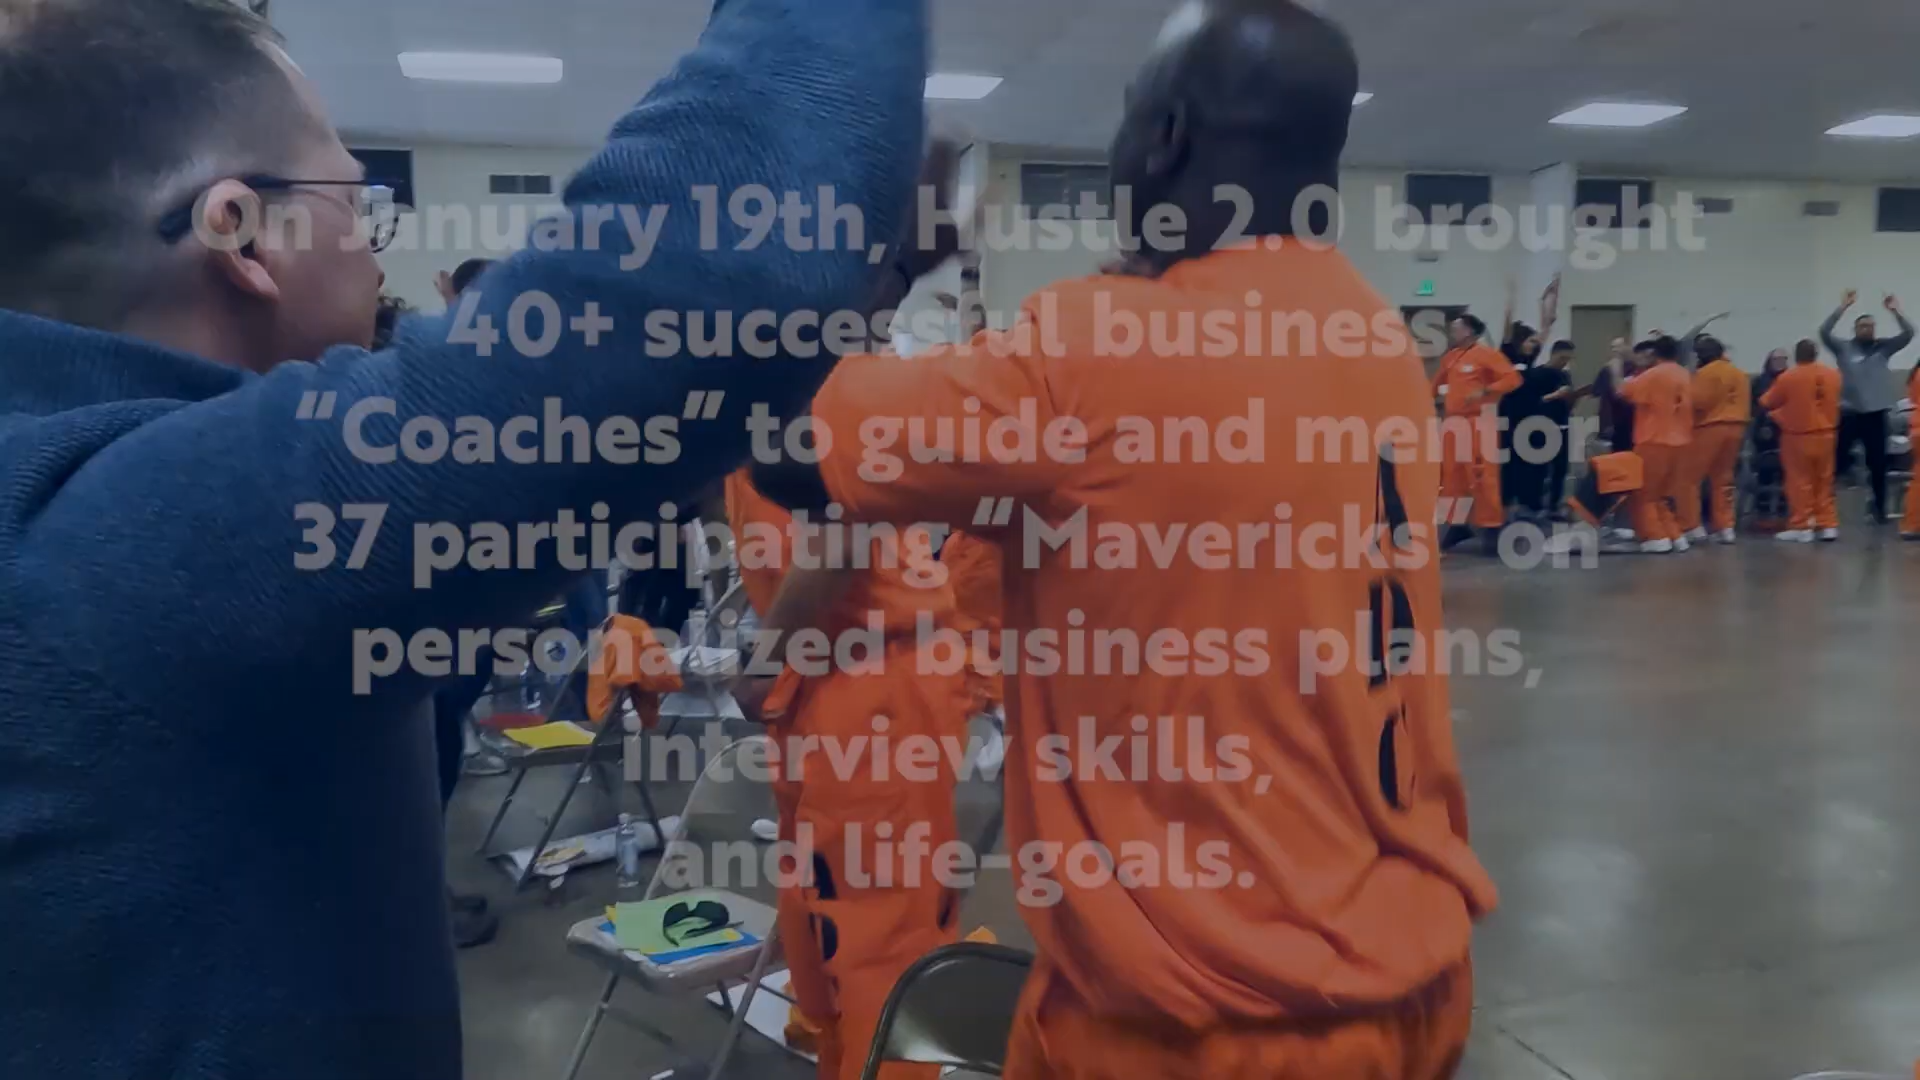 On January 19th, Hustle 2.0 brought
40+ successful business
“Coaches” to guide and mentor
37 participating “Mavericks” on
personalized business plans,
interview skills,
and life-goals.